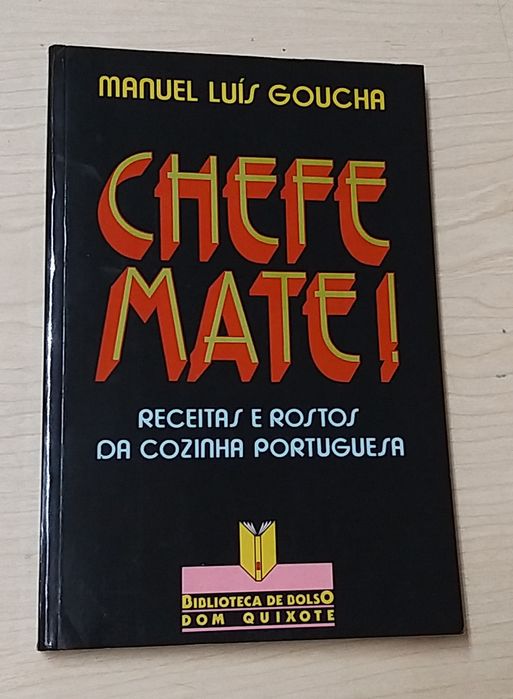 MANUEL LUÍS GOUCHA
CHEFE
MATE!
RECEITAS E ROSTOS
DA COZINHA PORTUGUESA
BIBLIOTECA DE BOLSO
DOM QUIXOTE